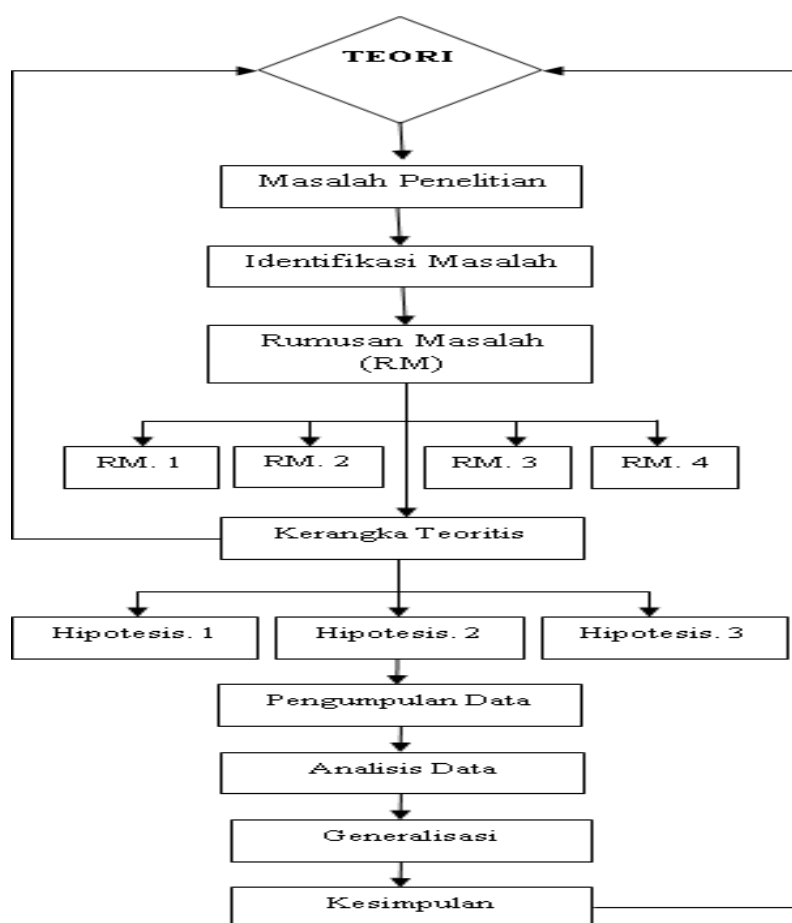 TEORI
Masalah Penelitian
Identifikasi Masalah
Rumusan Masalah
(RM)
RM. 1
RM. 2
RM. 3
RM. 4
Kerangka Teoritis
Hipotesis. 1
Hipotesis. 2
Hipotesis. 3
Pengumpulan Data
Analisis Data
Generalisasi
Kesimpulan